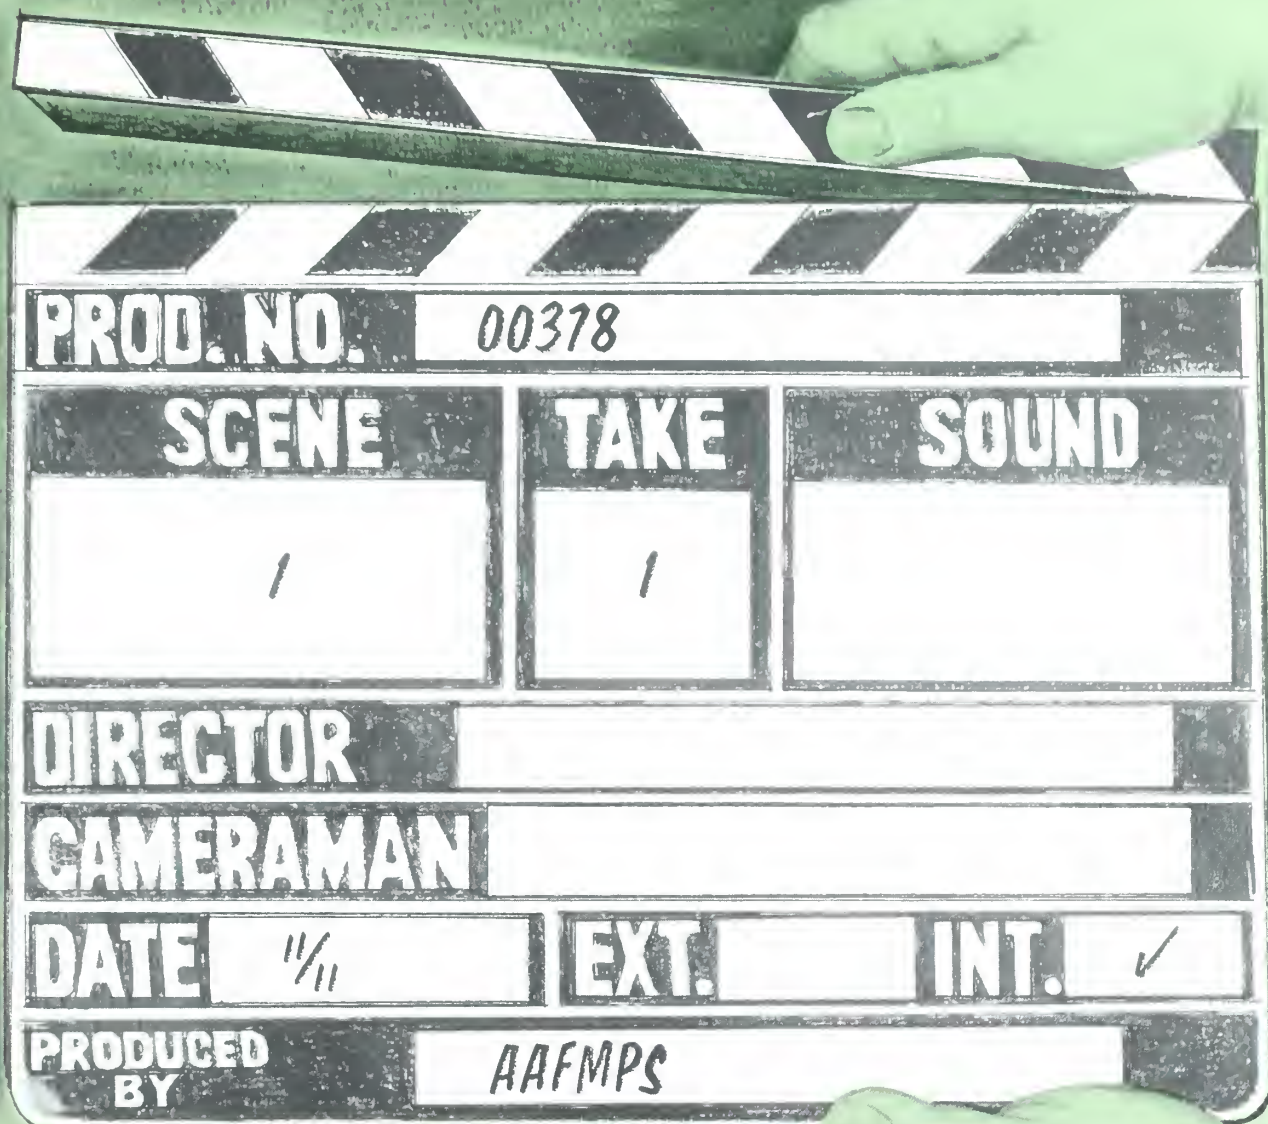 PROD. NO. 00378
SCENE TAKE SOUND
1 1
DIRECTOR
CAMERAMAN
DATE 11/11 EXT. INT. ✓
PRODUCED
BY AAFMPS